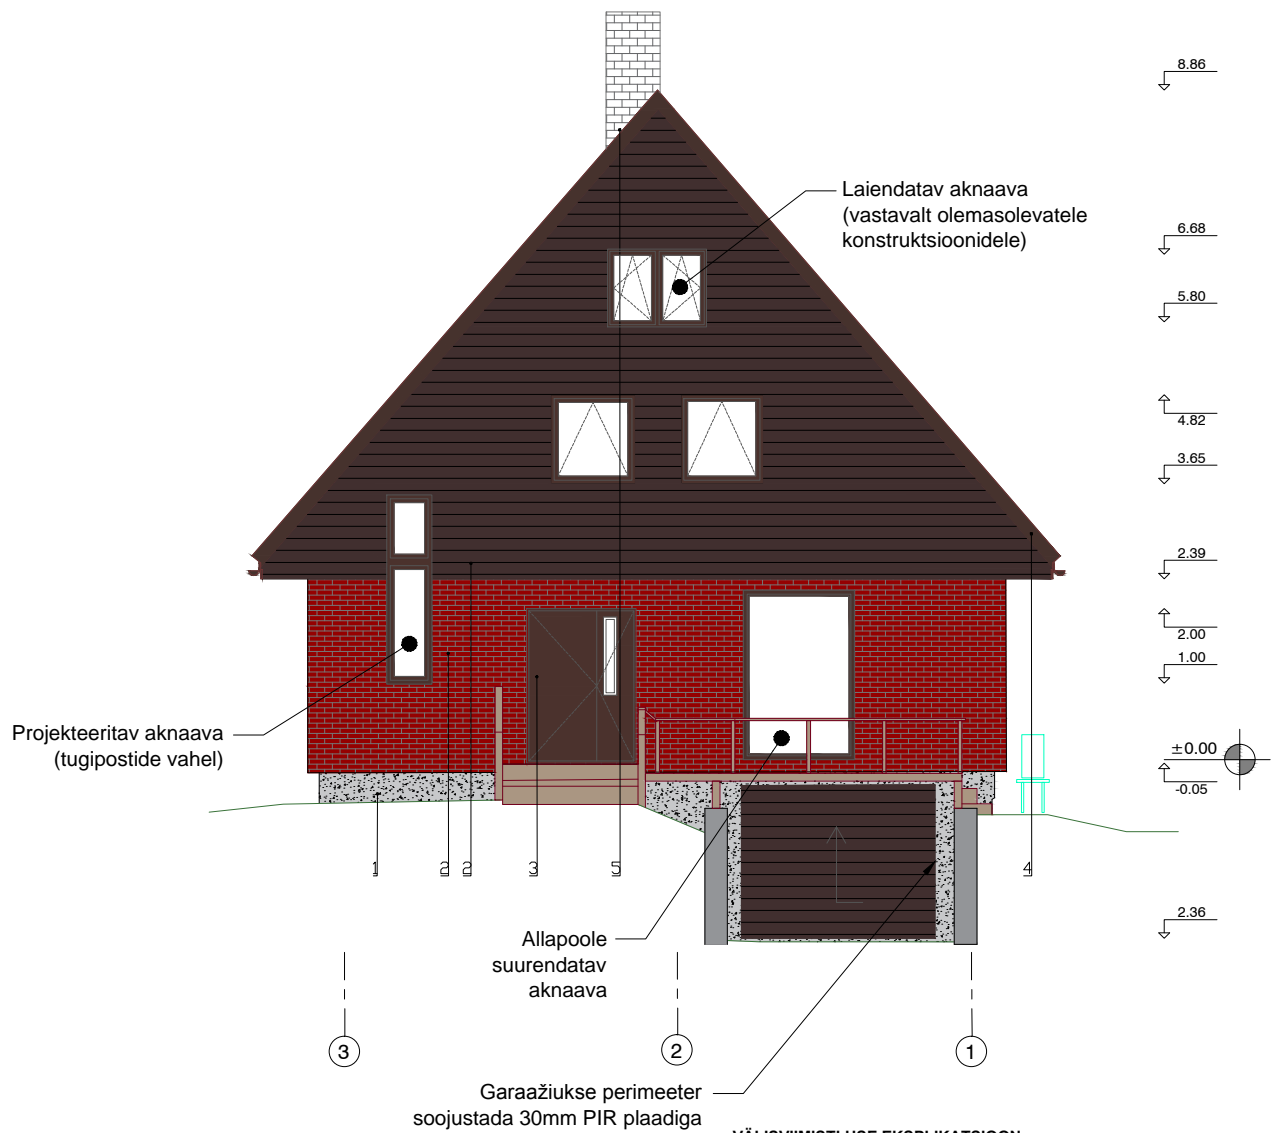 8.86
Laiendatav aknaava
(vastavalt olemasolevatele
konstruktsioonidele)
6.68
5.80
4.82
3.65
2.39
2.00
1.00
Projekteeritav aknaava
(tugipostide vahel)
±0.00
-0.05
1
2
2
3
5
4
2.36
Allapoole
suurendatav
aknaava
3
2
1
Garaažiukse perimeeter
soojustada 30mm PIR plaadiga
VÄLISVIIMISTLUSE EKSPLIKATSIOON